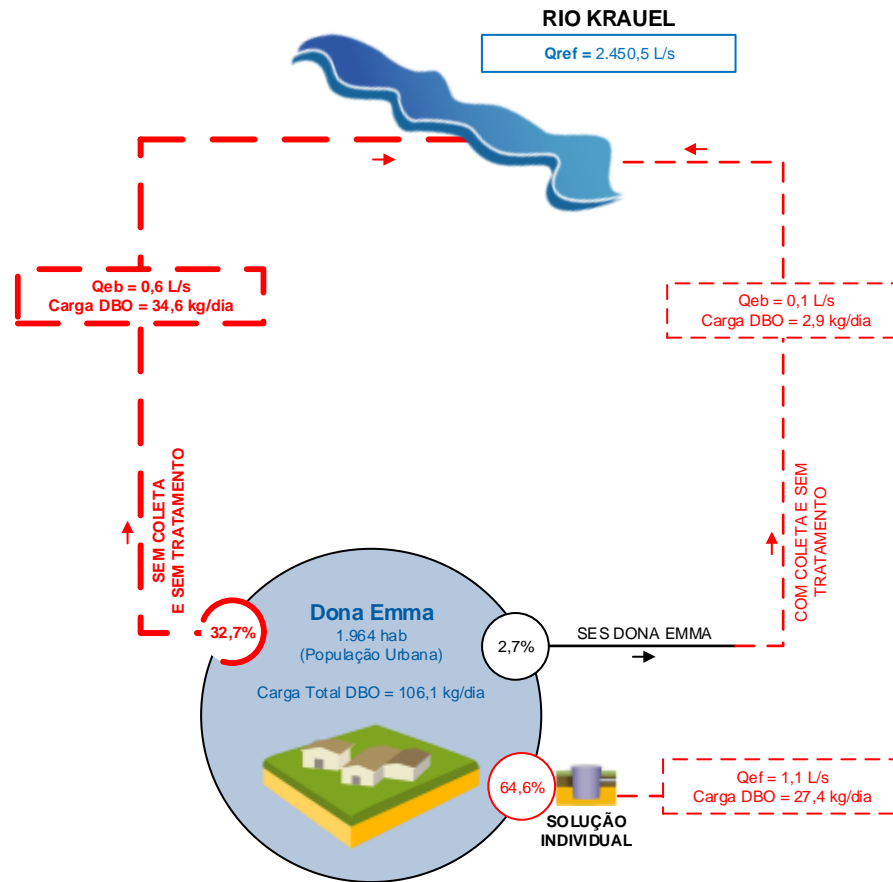 RIO KRAUEL
Qref = 2.450,5 L/s
Qeb = 0,6 L/s
Carga DBO = 34,6 kg/dia
Qeb = 0,1 L/s
Carga DBO = 2,9 kg/dia
SEM COLETA
E SEM TRATAMENTO
COM COLETA E SEM
TRATAMENTO
Dona Emma
1.964 hab
(População Urbana)
Carga Total DBO = 106,1 kg/dia
32,7%
2,7%
SES DONA EMMA
64,6%
SOLUÇÃO
INDIVIDUAL
Qef = 1,1 L/s
Carga DBO = 27,4 kg/dia